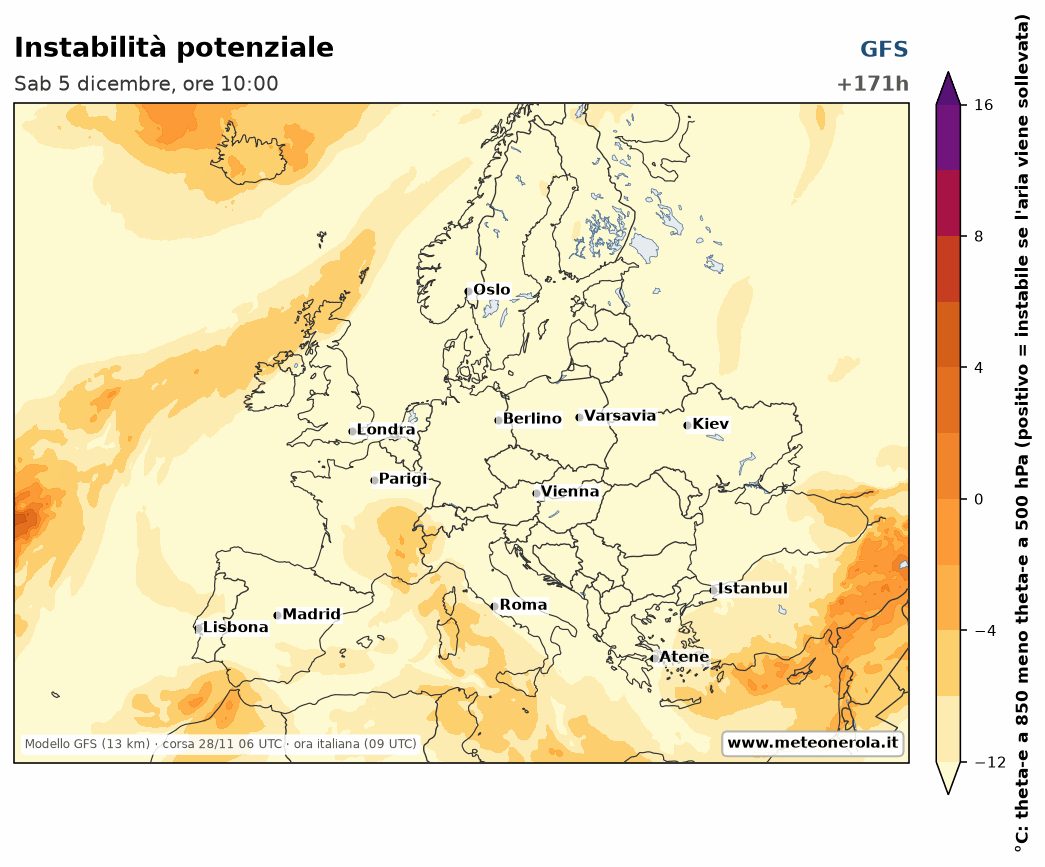 Instabilità potenziale
GFS
Sab 5 dicembre, ore 10:00
+171h
Oslo
Berlino
Varsavia
Kiev
Londra
Parigi
Vienna
Istanbul
Roma
Madrid
Lisbona
Atene
Modello GFS (13 km) · corsa 28/11 06 UTC · ora italiana (09 UTC)
www.meteonerola.it
16
8
4
0
−4
−12
°C: theta-e a 850 meno theta-e a 500 hPa (positivo = instabile se l'aria viene sollevata)